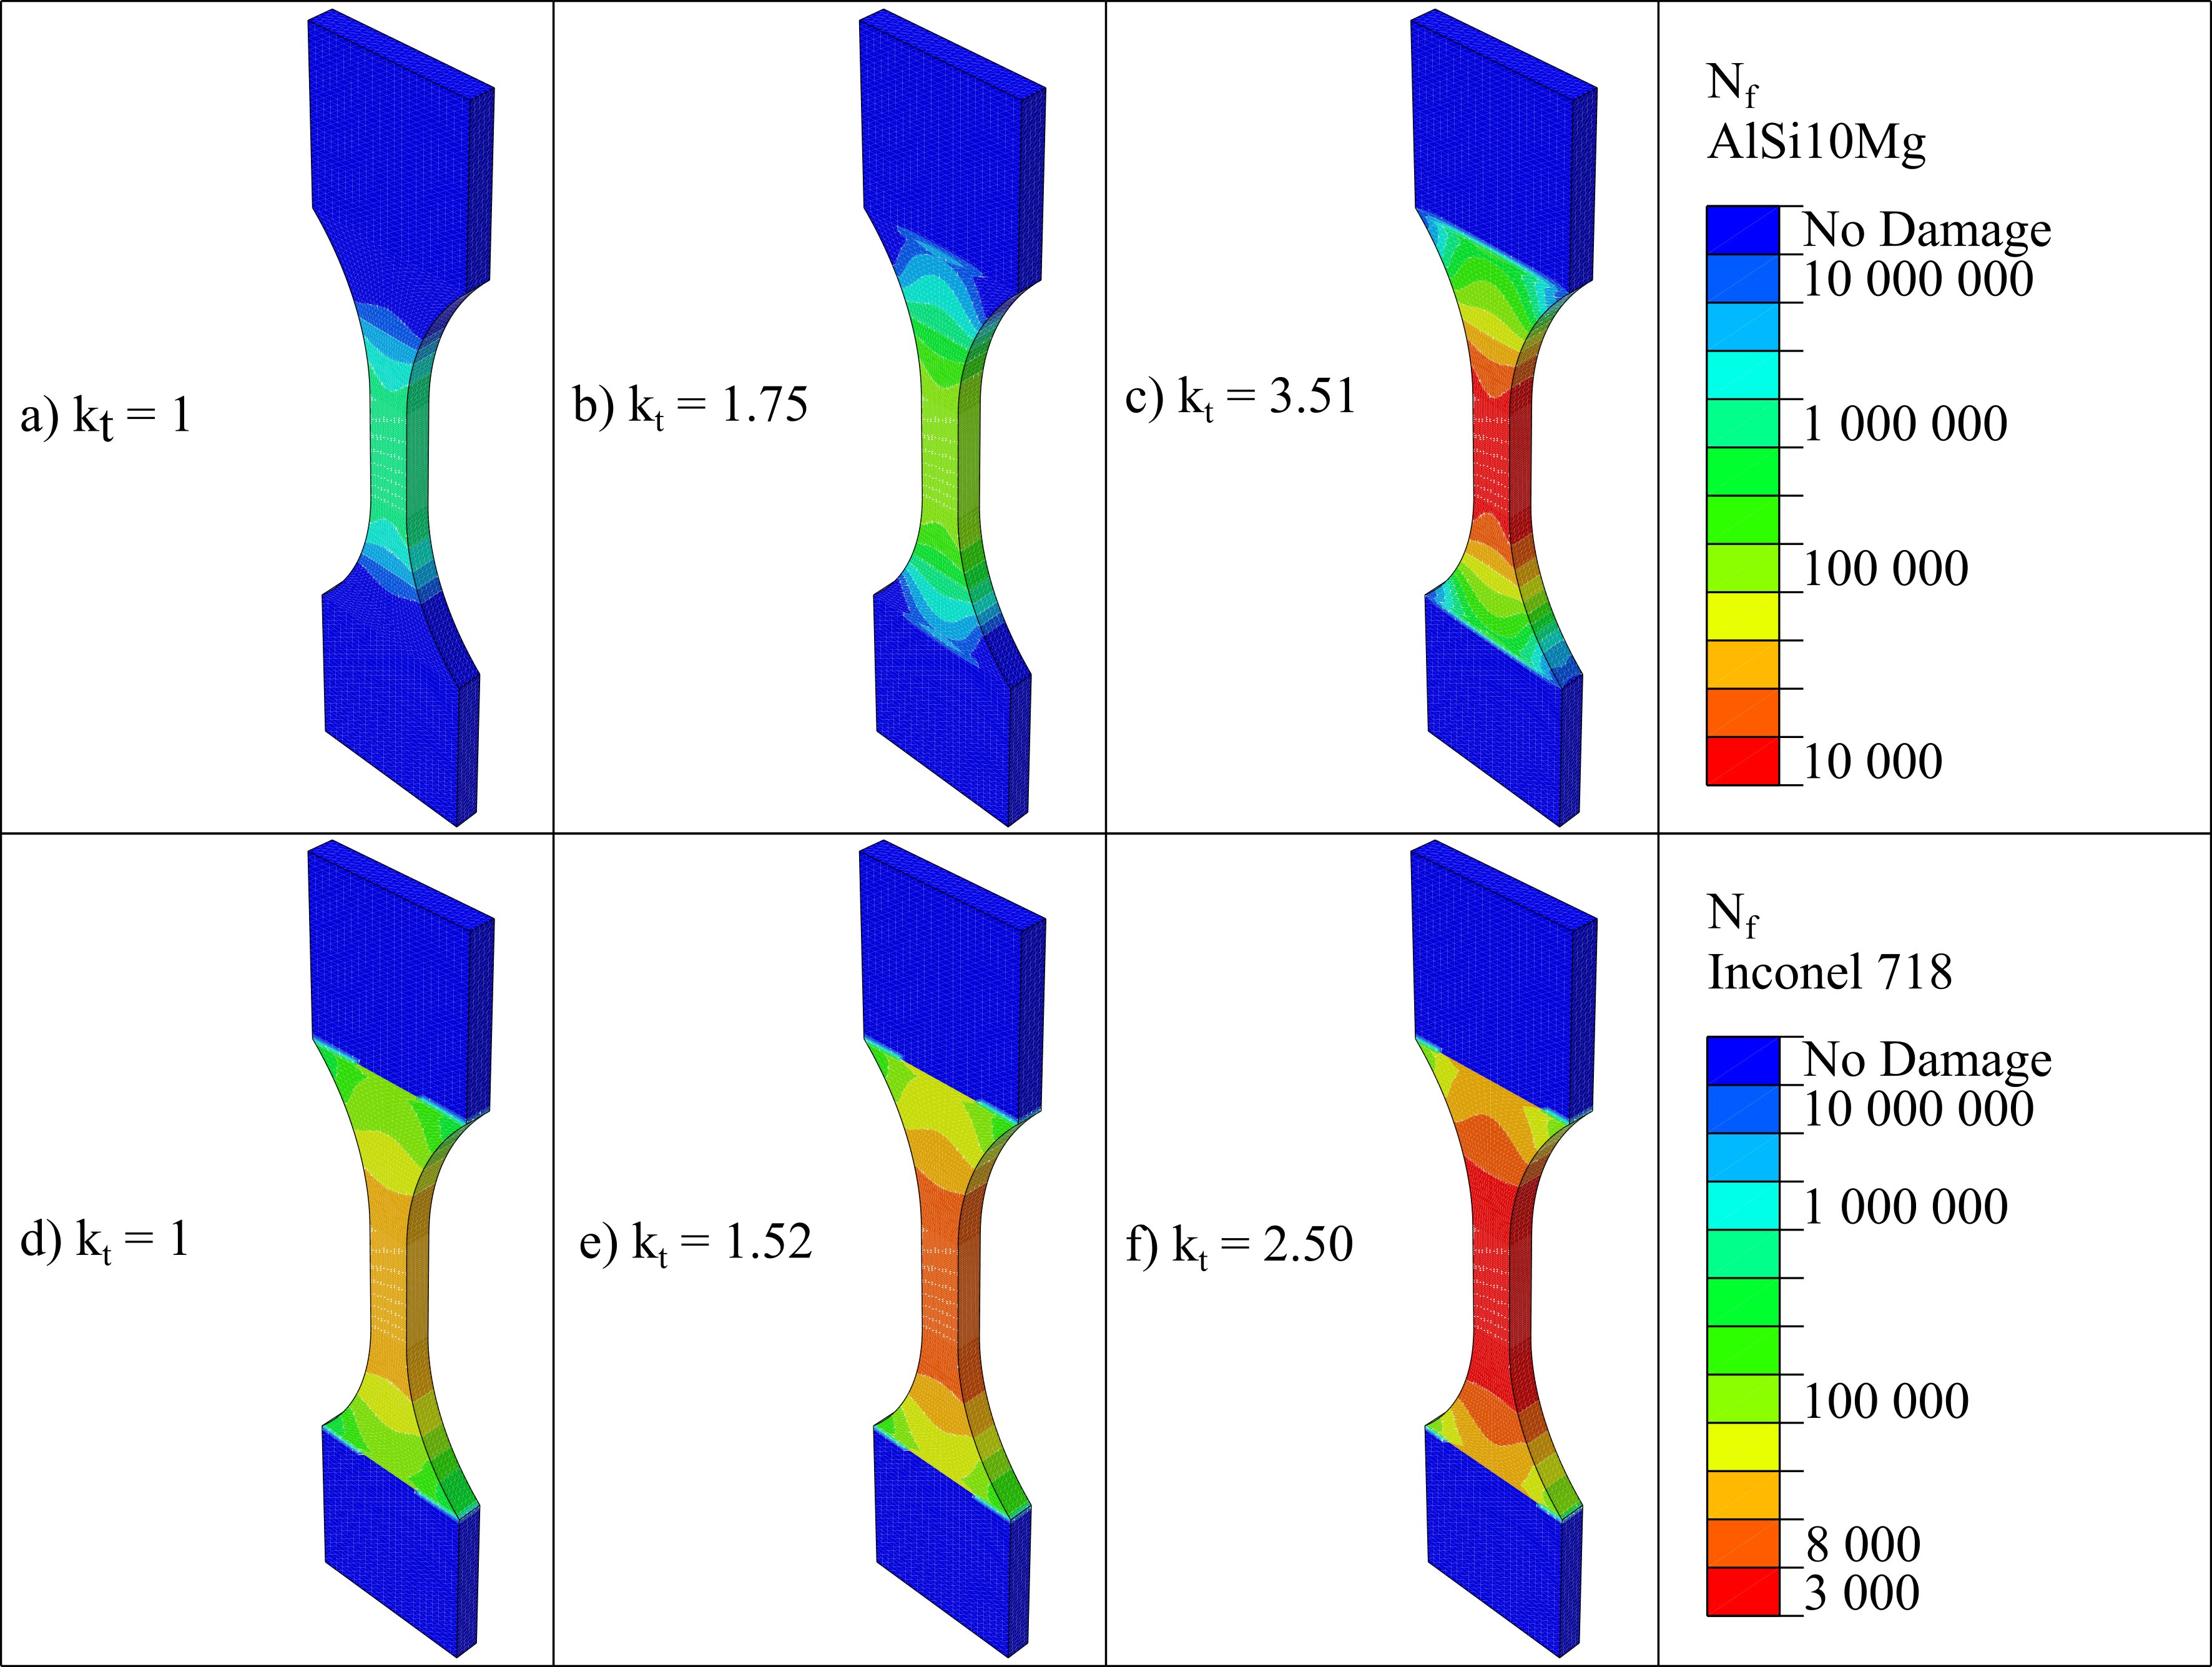 a) kt = 1
b) kt = 1.75
c) kt = 3.51
Nf
AlSi10Mg
No Damage
10 000 000
1 000 000
100 000
10 000
d) kt = 1
e) kt = 1.52
f) kt = 2.50
Nf
Inconel 718
No Damage
10 000 000
1 000 000
100 000
8 000
3 000